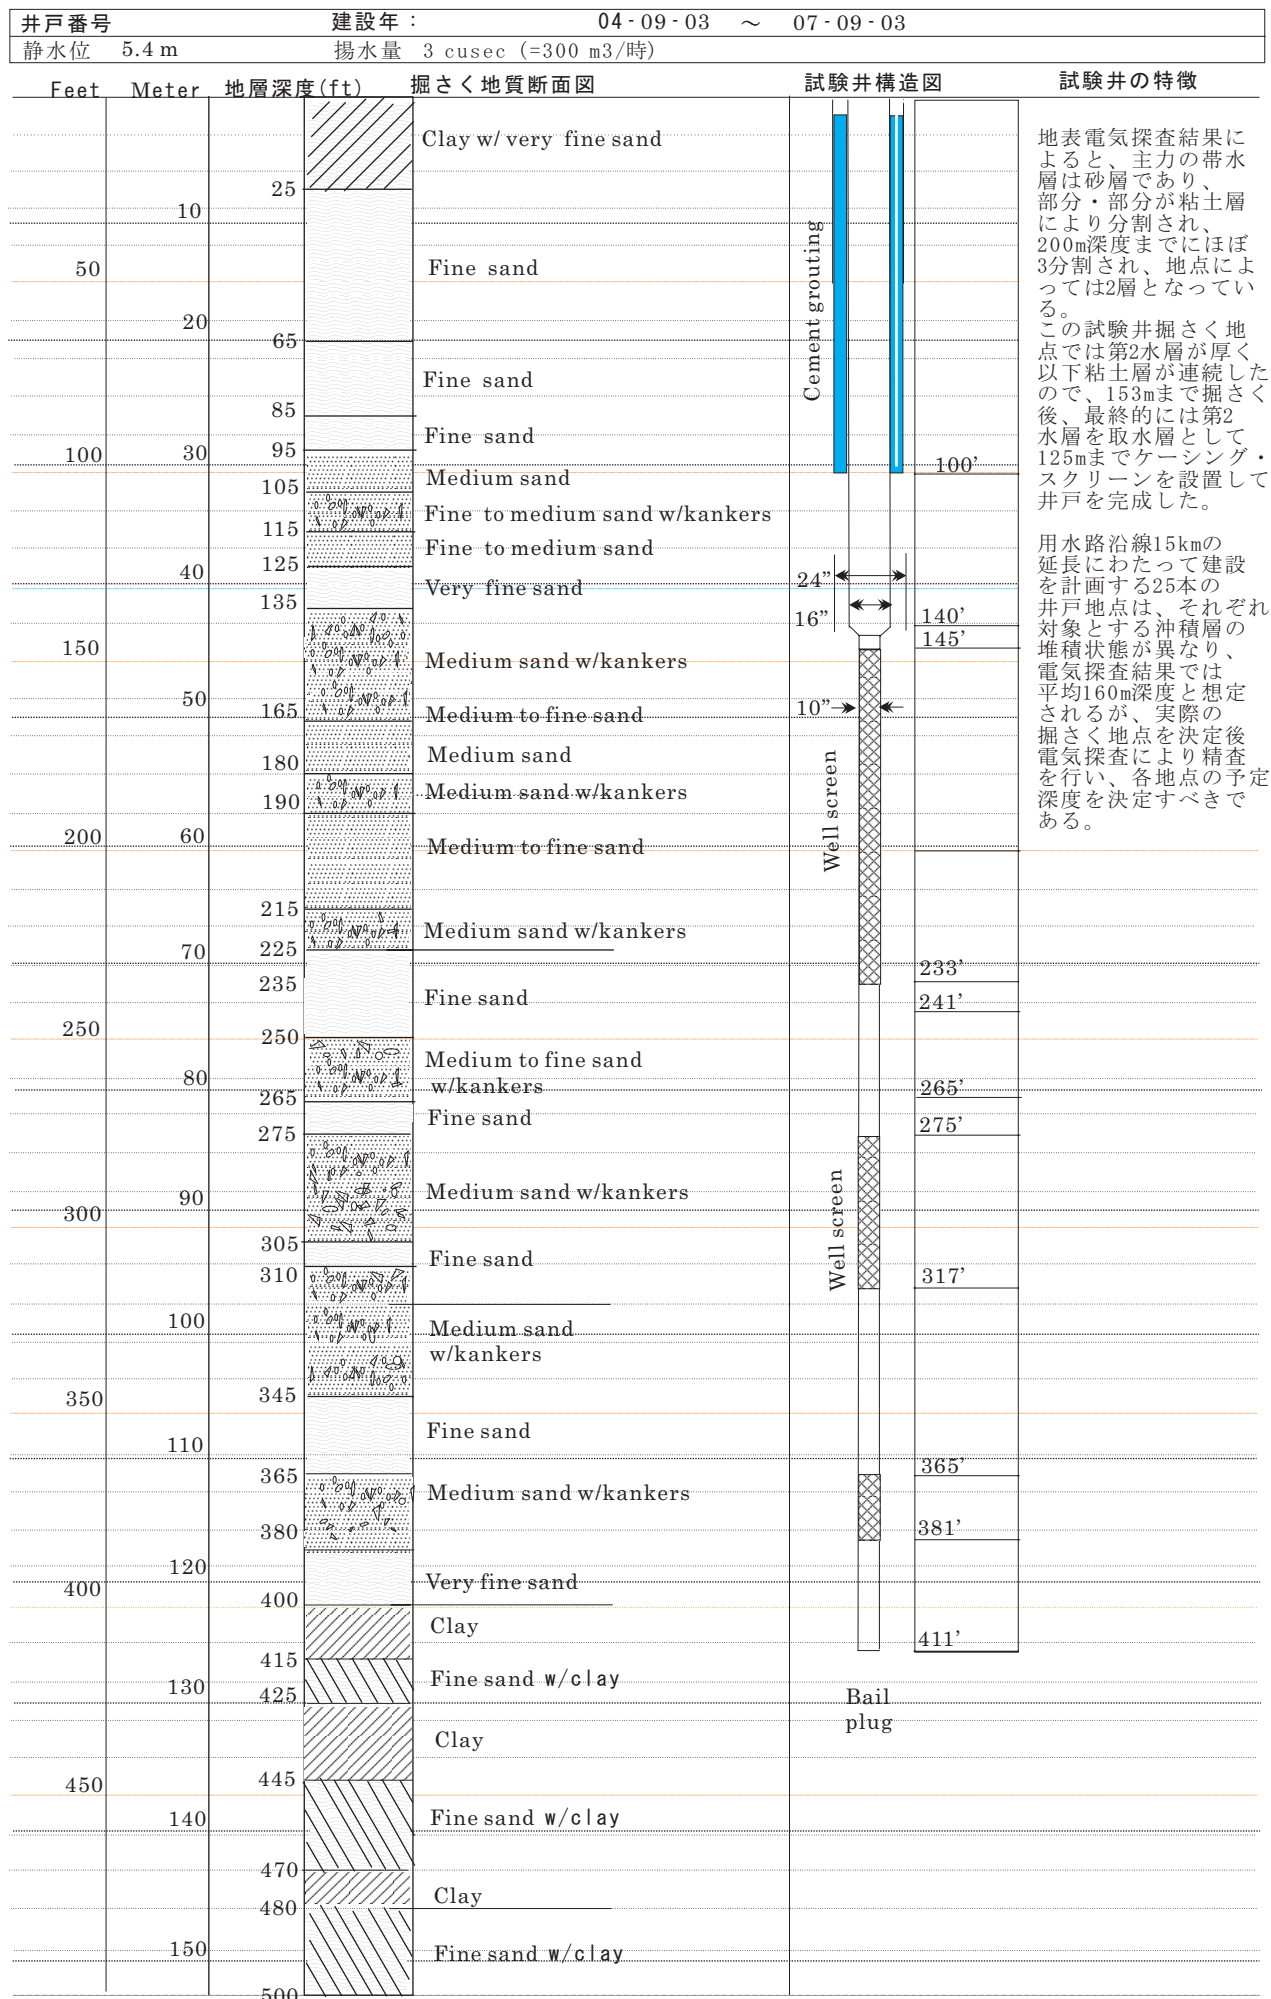 井戸番号 建設年： 04-09-03 ～ 07-09-03
静水位 5.4 m 揚水量 3 cusec (=300 m3/時)
Feet Meter 地層深度(ft) 掘さく地質断面図 試験井構造図 試験井の特徴
Clay w/ very fine sand
25
10
50
Fine sand
20
65
Fine sand
85
Fine sand
95
100
30
Medium sand
105
Fine to medium sand w/kankers
115
Fine to medium sand
125
40
Very fine sand
135
150
Medium sand w/kankers
50
165
Medium to fine sand
Medium sand
180
Medium sand w/kankers
190
200
60
Medium to fine sand
215
Medium sand w/kankers
225
70
235
Fine sand
250
250
Medium to fine sand
w/kankers
80
265
Fine sand
275
Medium sand w/kankers
90
300
305
Fine sand
310
100
Medium sand
w/kankers
345
350
Fine sand
110
365
Medium sand w/kankers
380
120
400
Very fine sand
400
Clay
415
Fine sand w/clay
130
425
Clay
445
450
Fine sand w/clay
140
470
Clay
480
150
Fine sand w/clay
500
Cement grouting
100’
24”
16”
140’
145’
10”
Well screen
233’
241’
265’
275’
Well screen
317’
365’
381’
411’
Bail
plug
地表電気探査結果に
よると、主力の帯水
層は砂層であり、
部分・部分が粘土層
により分割され、
200m深度までにほぼ
3分割され、地点によ
っては2層となってい
る。
この試験井掘さく地
点では第2水層が厚く
以下粘土層が連続した
ので、153mまで掘さく
後、最終的には第2
水層を取水層として
125mまでケーシング・
スクリーンを設置して
井戸を完成した。
用水路沿線15kmの
延長にわたって建設
を計画する25本の
井戸地点は、それぞれ
対象とする沖積層の
堆積状態が異なり、
電気探査結果では
平均160m深度と想定
されるが、実際の
掘さく地点を決定後
電気探査により精査
を行い、各地点の予定
深度を決定すべきで
ある。